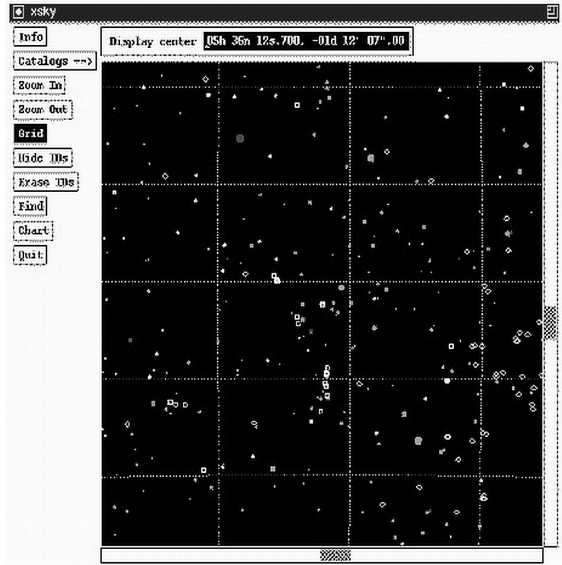 xsky
Info
Display center 05h 36m 12s.700, -01d 12' 07".00
Catalogs -->
Zoom In
Zoom Out
Grid
Hide IDs
Erase IDs
Find
Chart
Quit